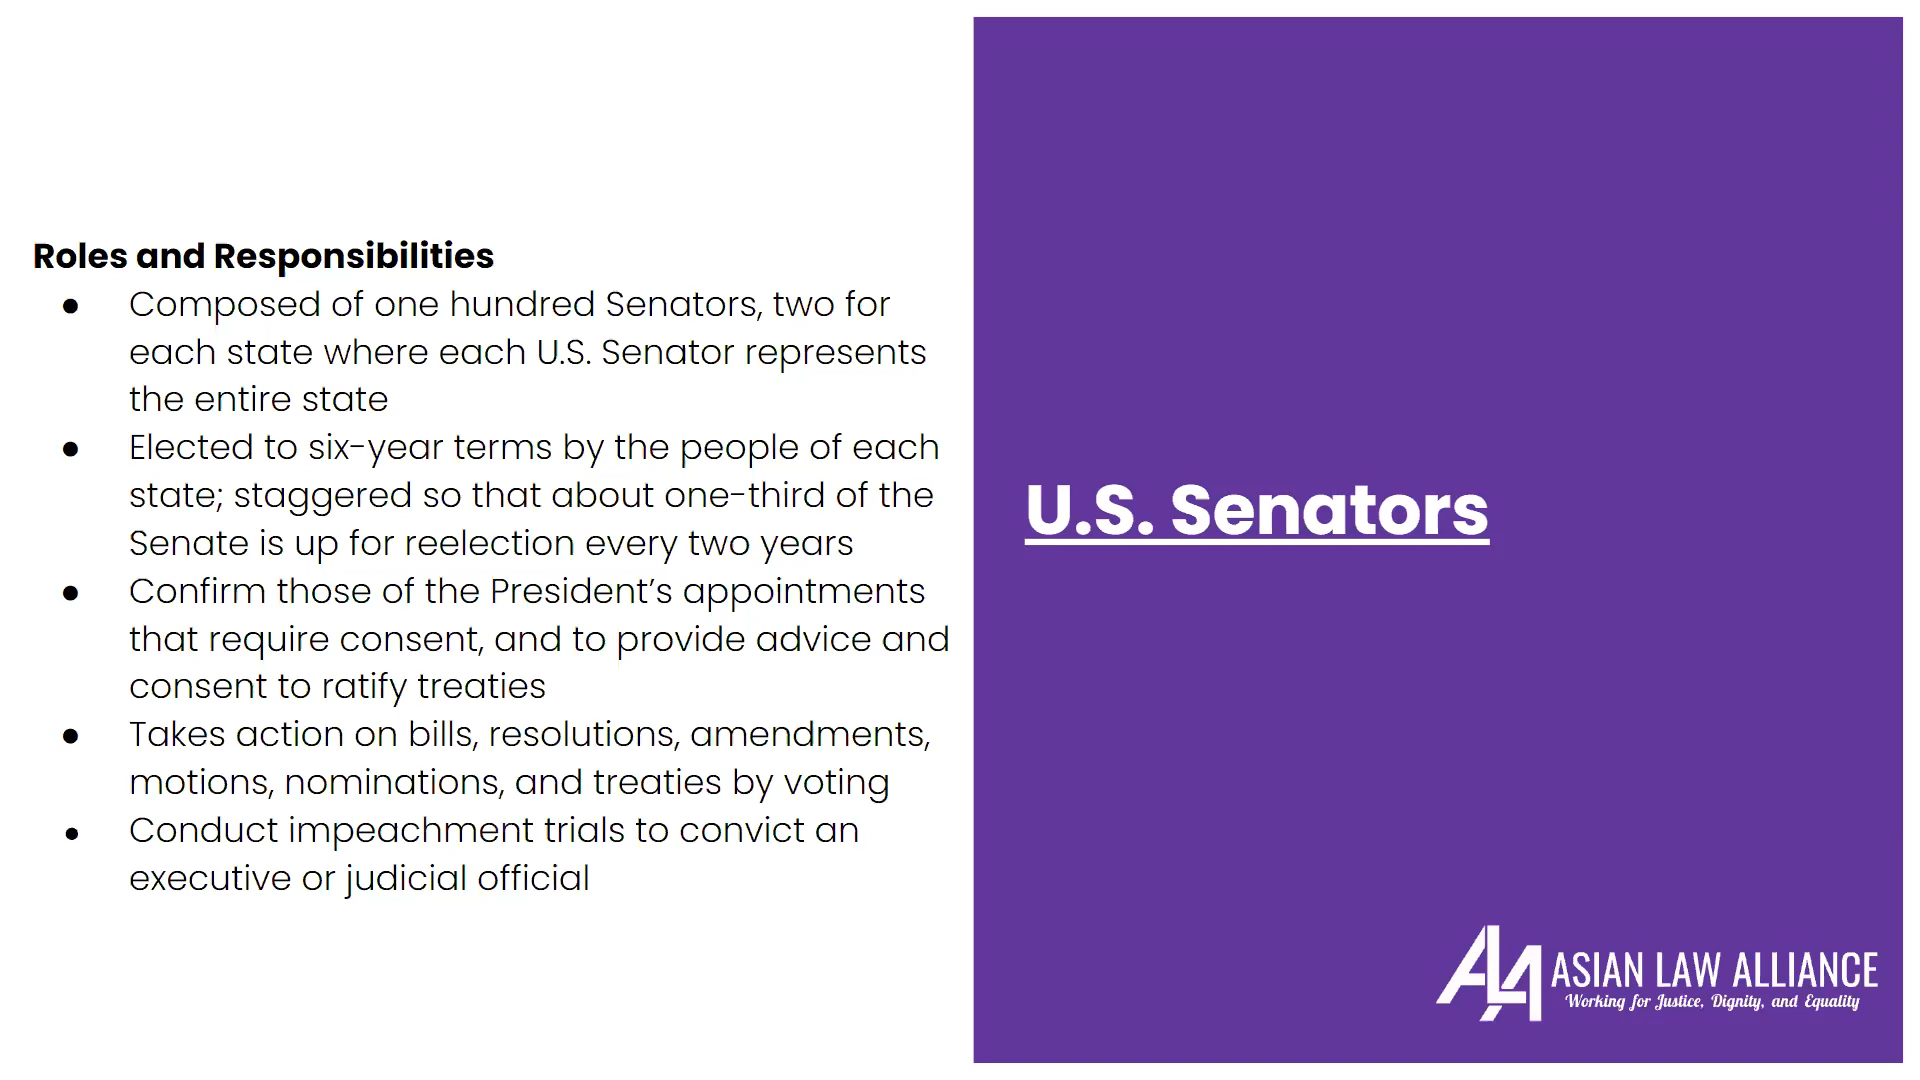 Roles and Responsibilities
● Composed of one hundred Senators, two for
each state where each U.S. Senator represents
the entire state
● Elected to six-year terms by the people of each
state; staggered so that about one-third of the
Senate is up for reelection every two years
● Confirm those of the President’s appointments
that require consent, and to provide advice and
consent to ratify treaties
● Takes action on bills, resolutions, amendments,
motions, nominations, and treaties by voting
● Conduct impeachment trials to convict an
executive or judicial official
U.S. Senators
ALA
ASIAN LAW ALLIANCE
Working for Justice, Dignity, and Equality